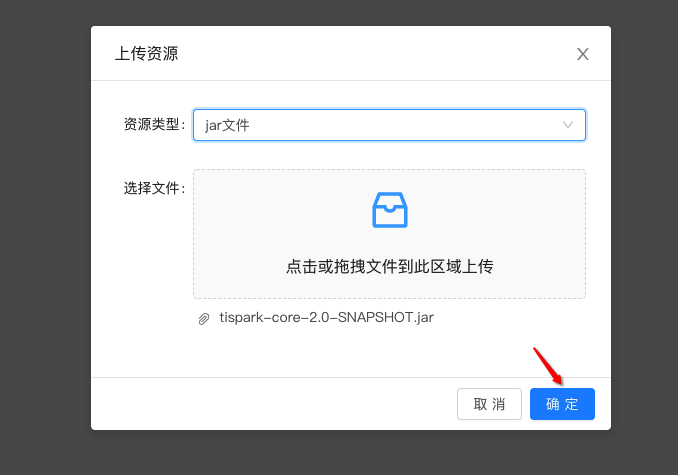 上传资源
资源类型: jar文件
选择文件:
点击或拖拽文件到此区域上传
tispark-core-2.0-SNAPSHOT.jar
取 消 确 定